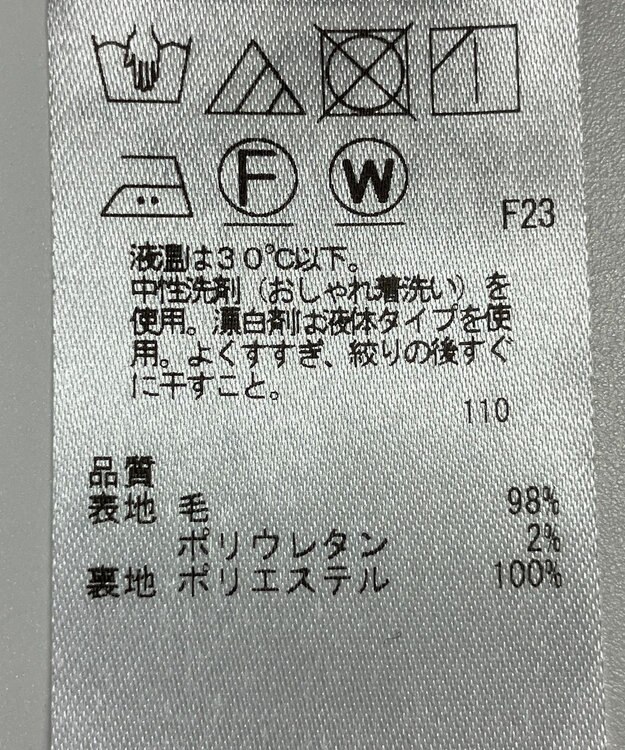 F W
F23
液温は30℃以下。
中性洗剤（おしゃれ着洗い）を
使用。漂白剤は液体タイプを使
用。よくすすぎ、絞りの後すぐ
に干すこと。
110
品質
表地 毛 98%
ポリウレタン 2%
裏地 ポリエステル 100%